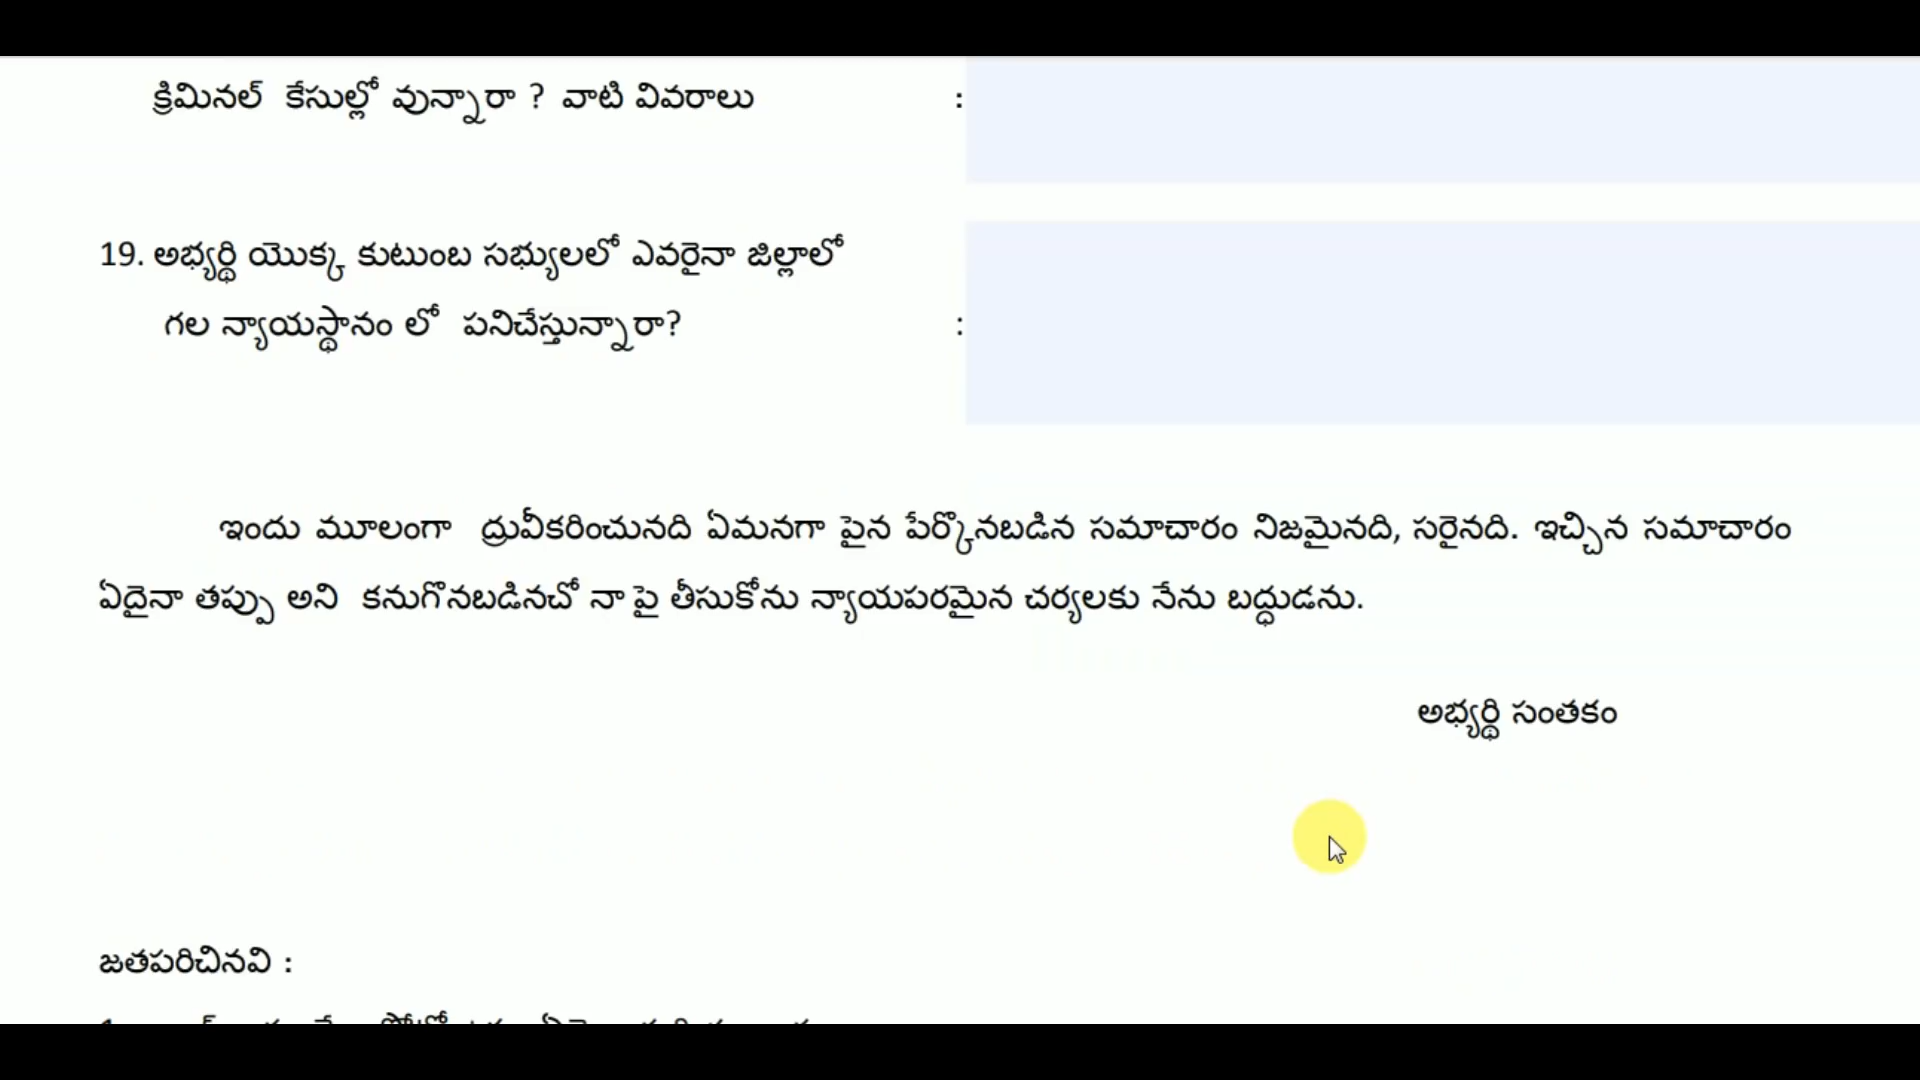 క్రిమినల్ కేసుల్లో వున్నారా ? వాటి వివరాలు :
19. అభ్యర్థి యొక్క కుటుంబ సభ్యులలో ఎవరైనా జిల్లాలో
గల న్యాయస్థానం లో పనిచేస్తున్నారా? :
ఇందు మూలంగా ద్రువీకరించునది ఏమనగా పైన పేర్కొనబడిన సమాచారం నిజమైనది, సరైనది. ఇచ్చిన సమాచారం
ఏదైనా తప్పు అని కనుగొనబడినచో నా పై తీసుకోను న్యాయపరమైన చర్యలకు నేను బద్ధుడను.
అభ్యర్థి సంతకం
జతపరిచినవి :